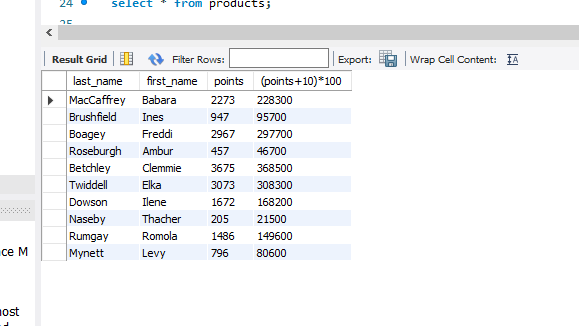 24 select * from products;
25
Result Grid Filter Rows: Export: Wrap Cell Content: IA
last_name first_name points (points+10)*100
MacCaffrey Babara 2273 228300
Brushfield Ines 947 95700
Boagey Freddi 2967 297700
Roseburgh Ambur 457 46700
Betchley Clemmie 3675 368500
Twiddell Elka 3073 308300
Dowson Ilene 1672 168200
Naseby Thacher 205 21500
Rumgay Romola 1486 149600
ce M
Mynett Levy 796 80600
ost